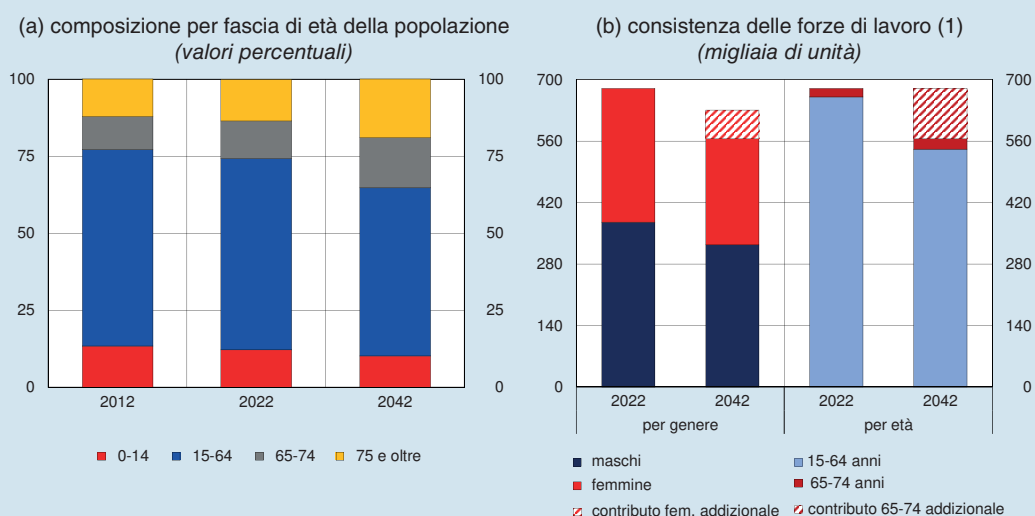 (a) composizione per fascia di età della popolazione
(valori percentuali)
100 100
75 75
50 50
25 25
0 0
2012 2022 2042
0-14 15-64 65-74 75 e oltre
(b) consistenza delle forze di lavoro (1)
(migliaia di unità)
700 700
560 560
420 420
280 280
140 140
0 0
2022 2042 2022 2042
per genere per età
maschi 15-64 anni
femmine 65-74 anni
contributo fem. addizionale contributo 65-74 addizionale